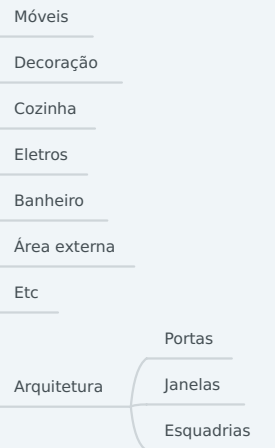 Móveis
Decoração
Cozinha
Eletros
Banheiro
Área externa
Etc
Portas
Arquitetura
Janelas
Esquadrias